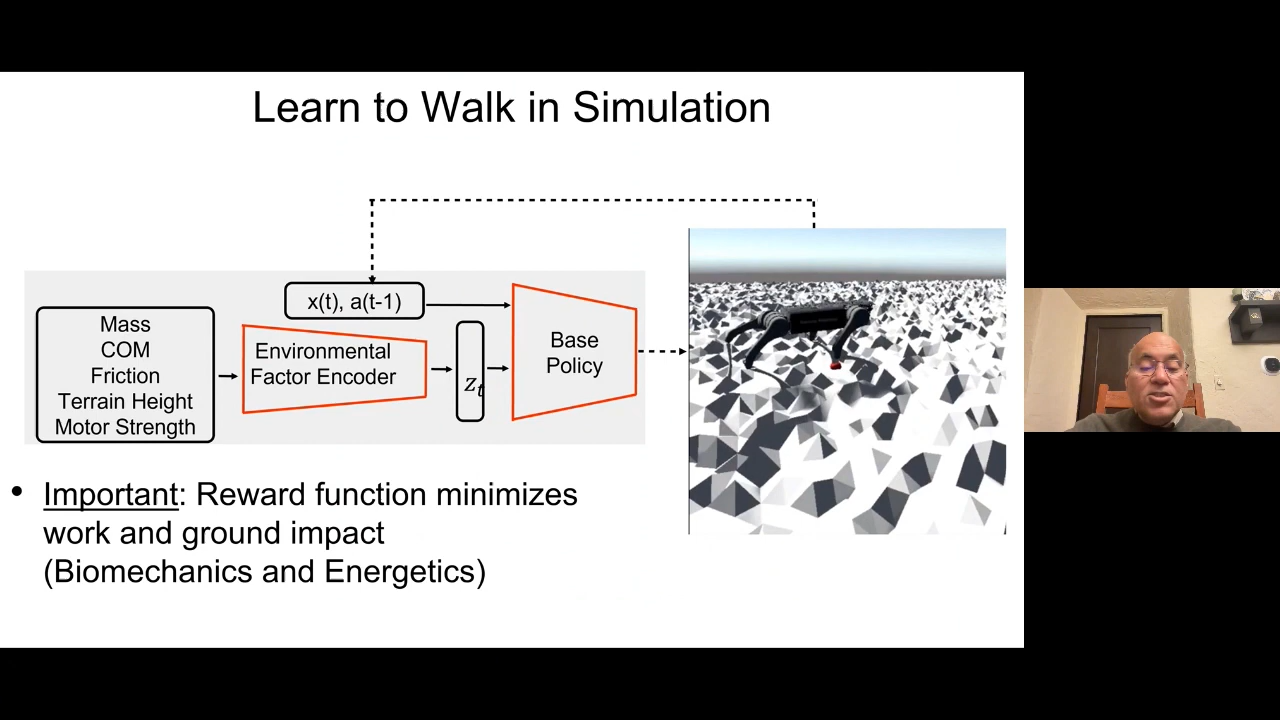 Learn to Walk in Simulation
x(t), a(t-1)
Mass
COM
Friction
Terrain Height
Motor Strength
Environmental
Factor Encoder
zt
Base
Policy
• Important: Reward function minimizes
work and ground impact
(Biomechanics and Energetics)